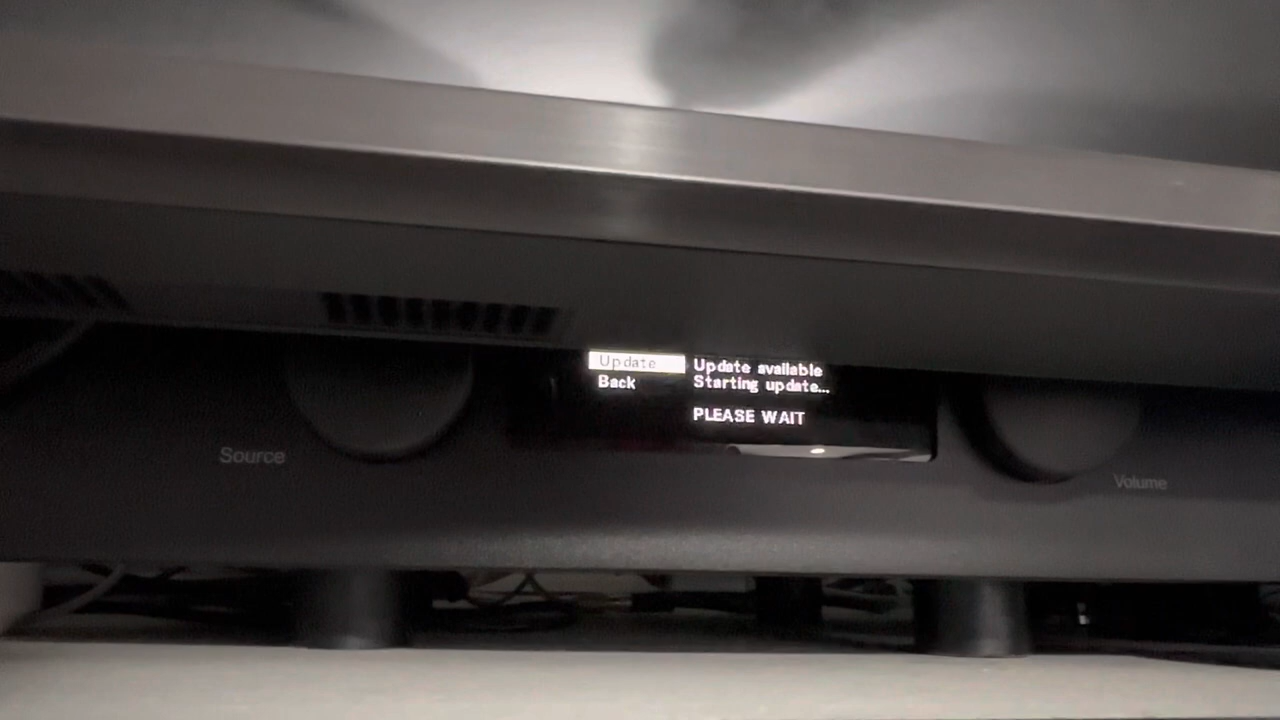 Update
Back
Update available
Starting update...
PLEASE WAIT
Source
Volume